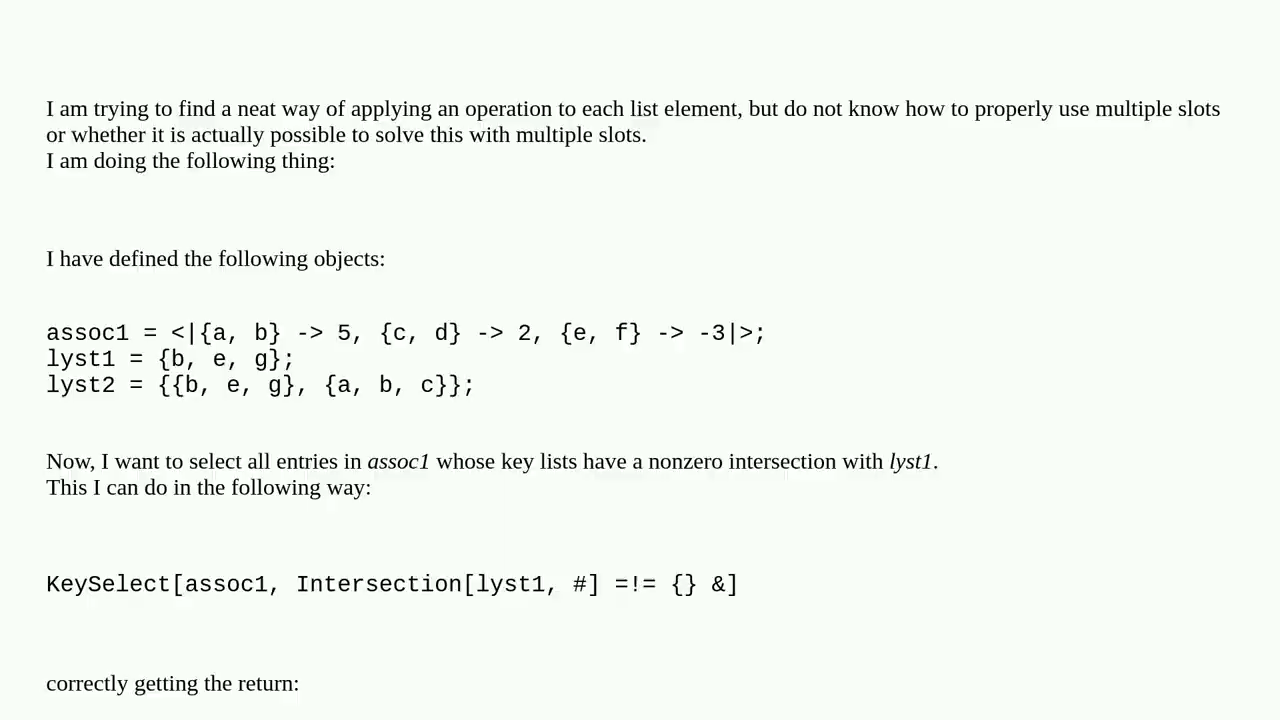 I am trying to find a neat way of applying an operation to each list element, but do not know how to properly use multiple slots
or whether it is actually possible to solve this with multiple slots.
I am doing the following thing:
I have defined the following objects:
assoc1 = <|{a, b} -> 5, {c, d} -> 2, {e, f} -> -3|>;
lyst1 = {b, e, g};
lyst2 = {{b, e, g}, {a, b, c}};
Now, I want to select all entries in assoc1 whose key lists have a nonzero intersection with lyst1.
This I can do in the following way:
KeySelect[assoc1, Intersection[lyst1, #] =!= {} &]
correctly getting the return: